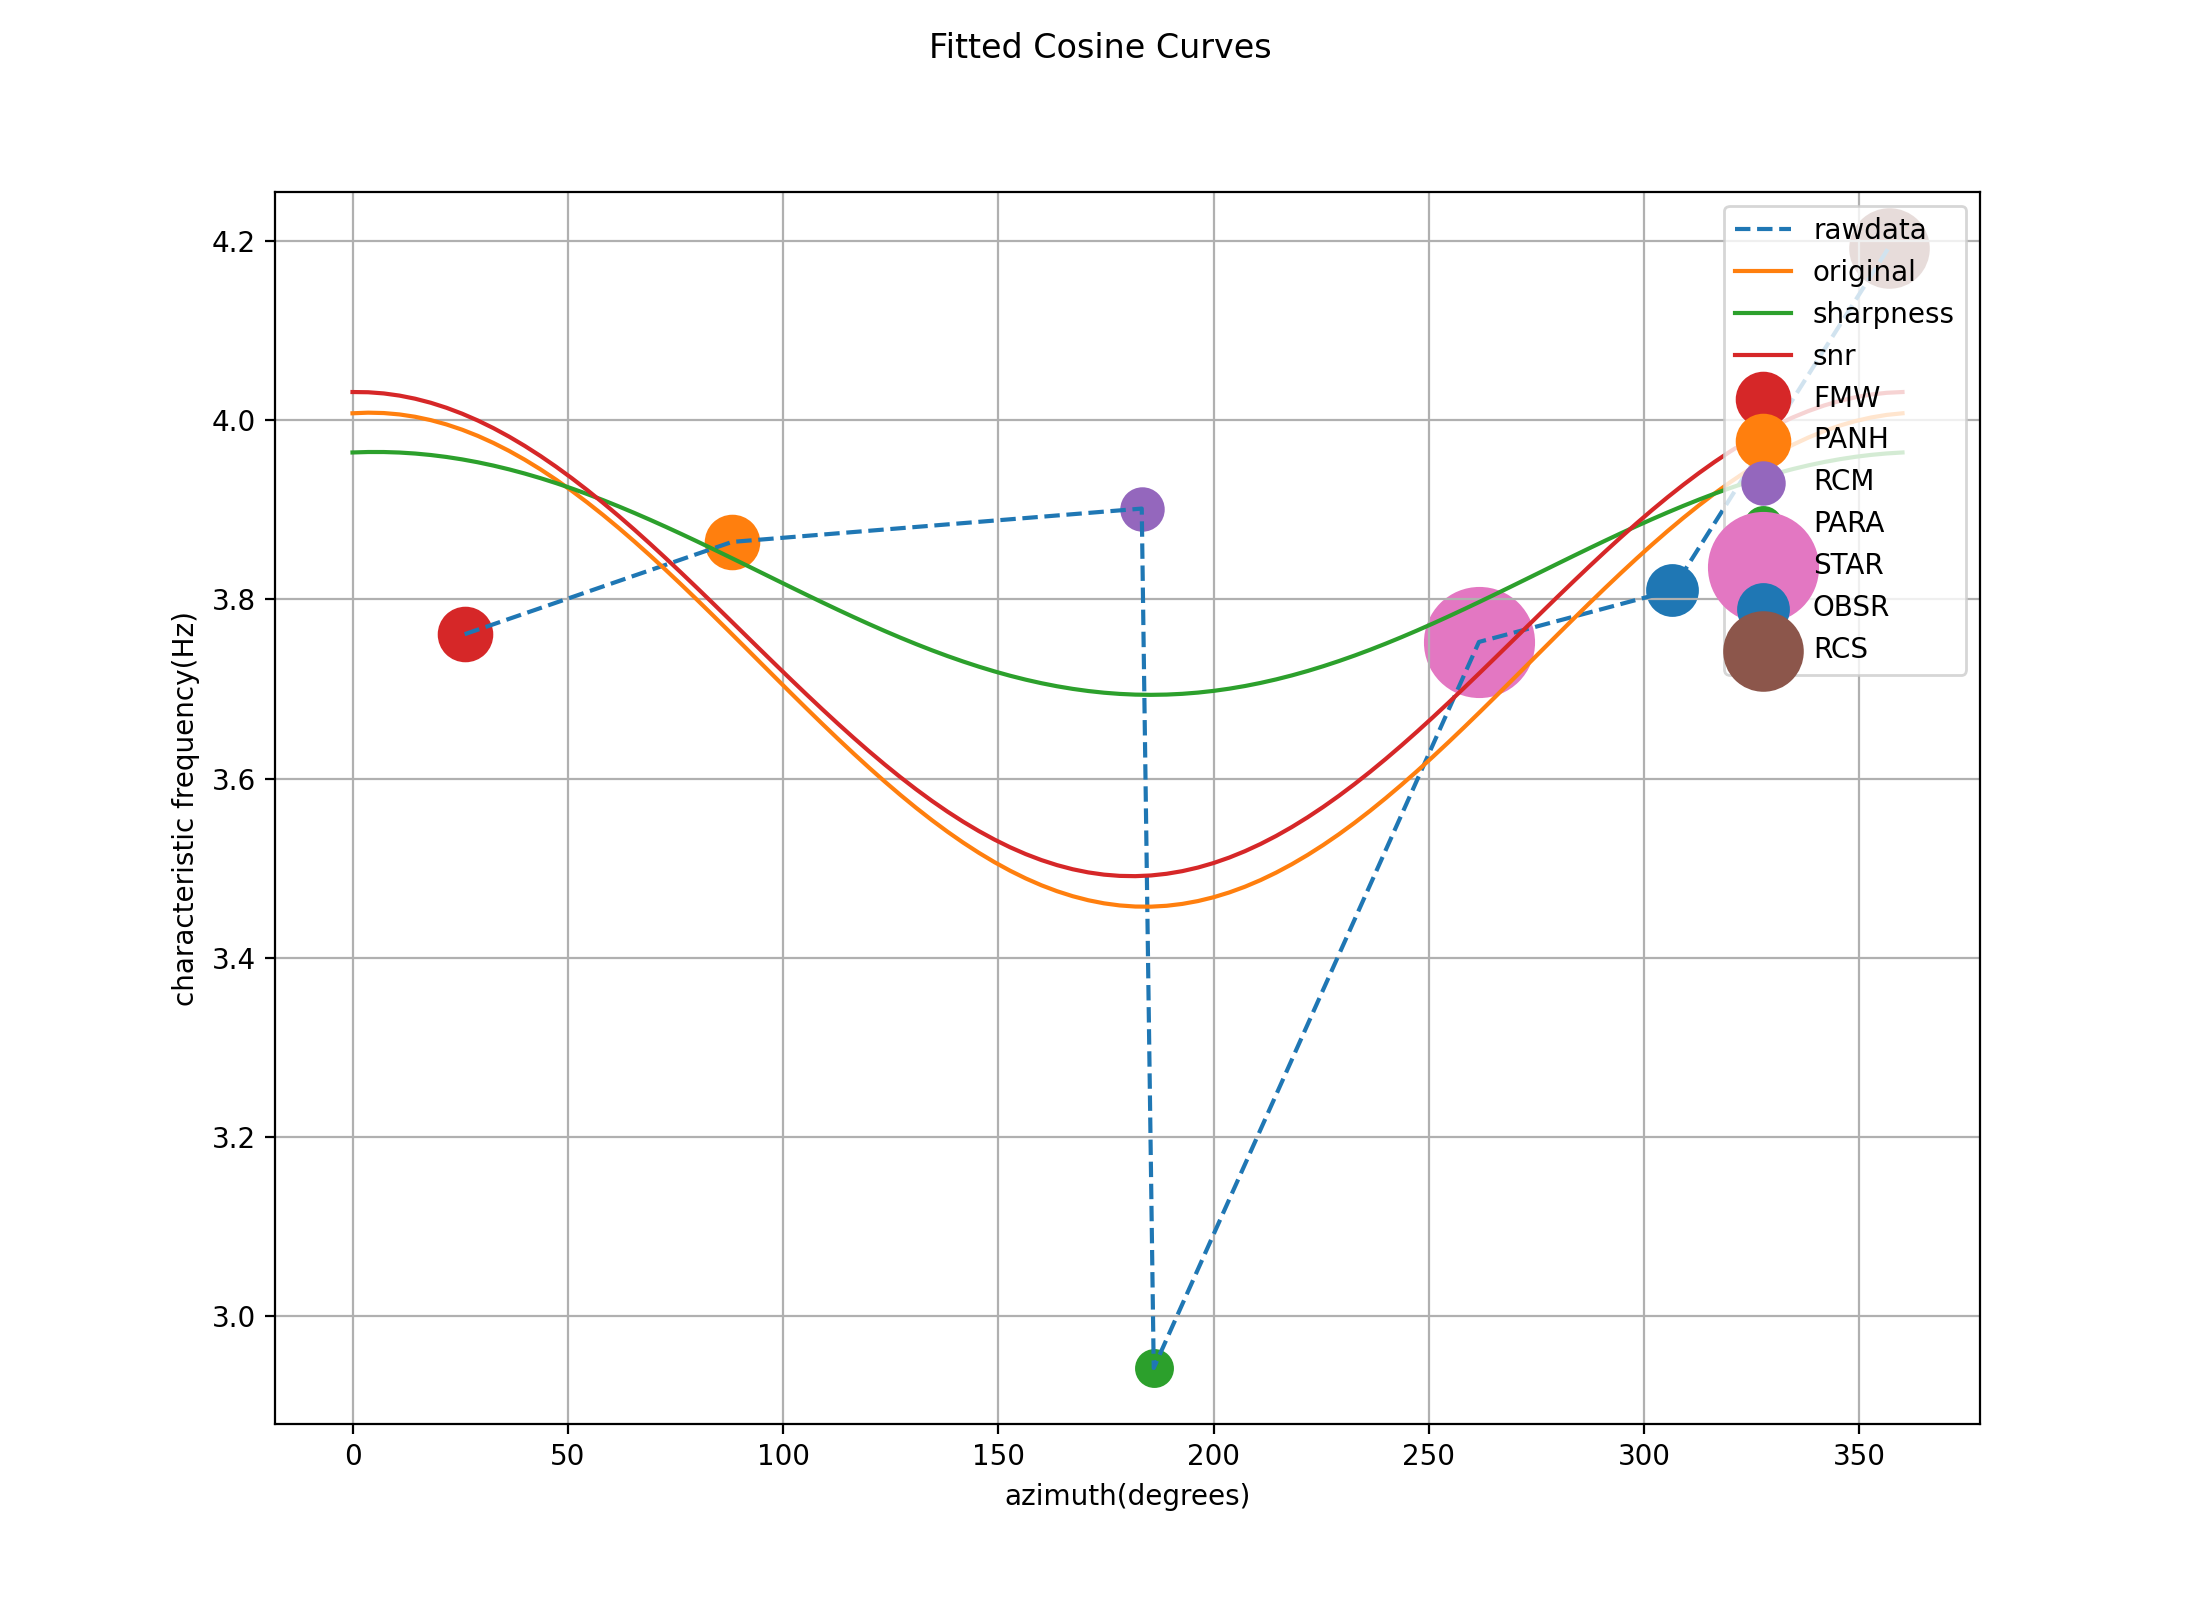 Fitted Cosine Curves
4.2
4.0
3.8
3.6
3.4
3.2
3.0
characteristic frequency(Hz)
0 50 100 150 200 250 300 350
azimuth(degrees)
rawdata
original
sharpness
snr
FMW
PANH
RCM
PARA
STAR
OBSR
RCS